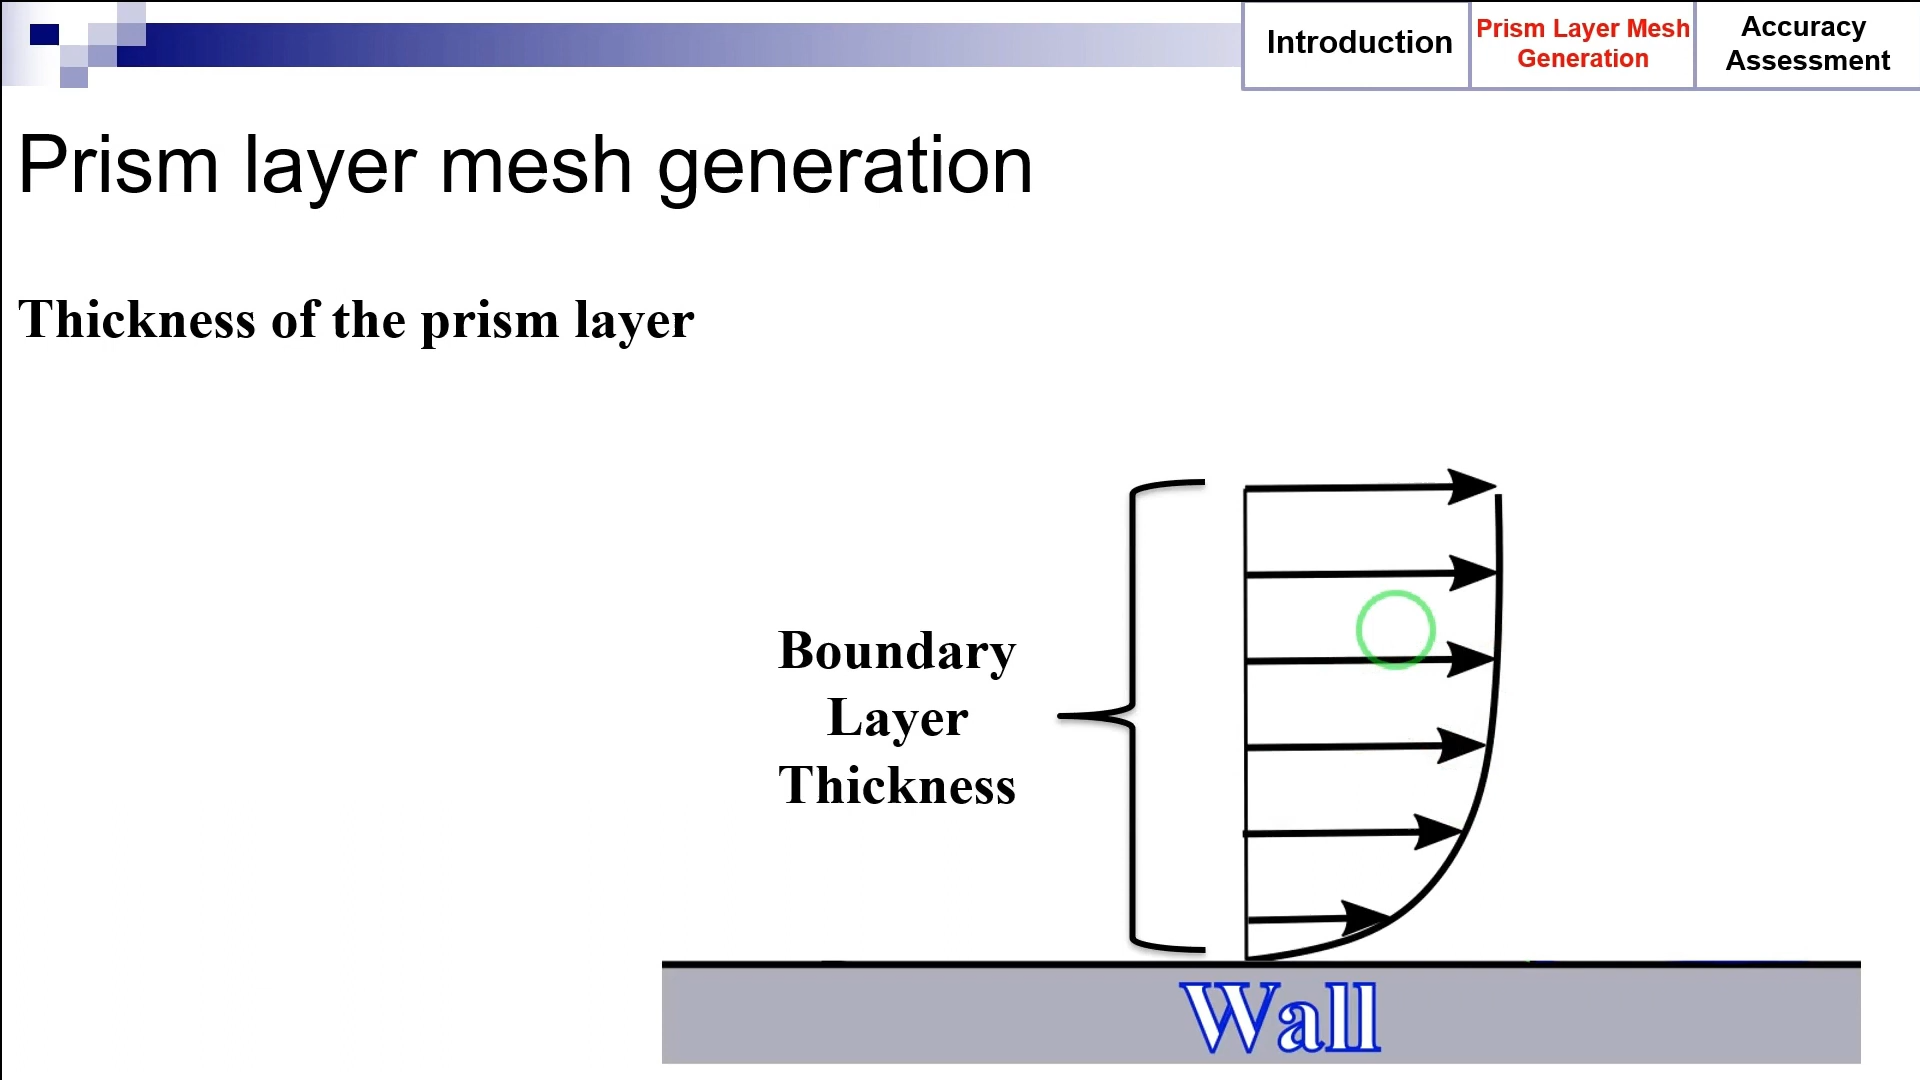 Introduction
Prism Layer Mesh
Generation
Accuracy
Assessment
Prism layer mesh generation
Thickness of the prism layer
Boundary
Layer
Thickness
Wall